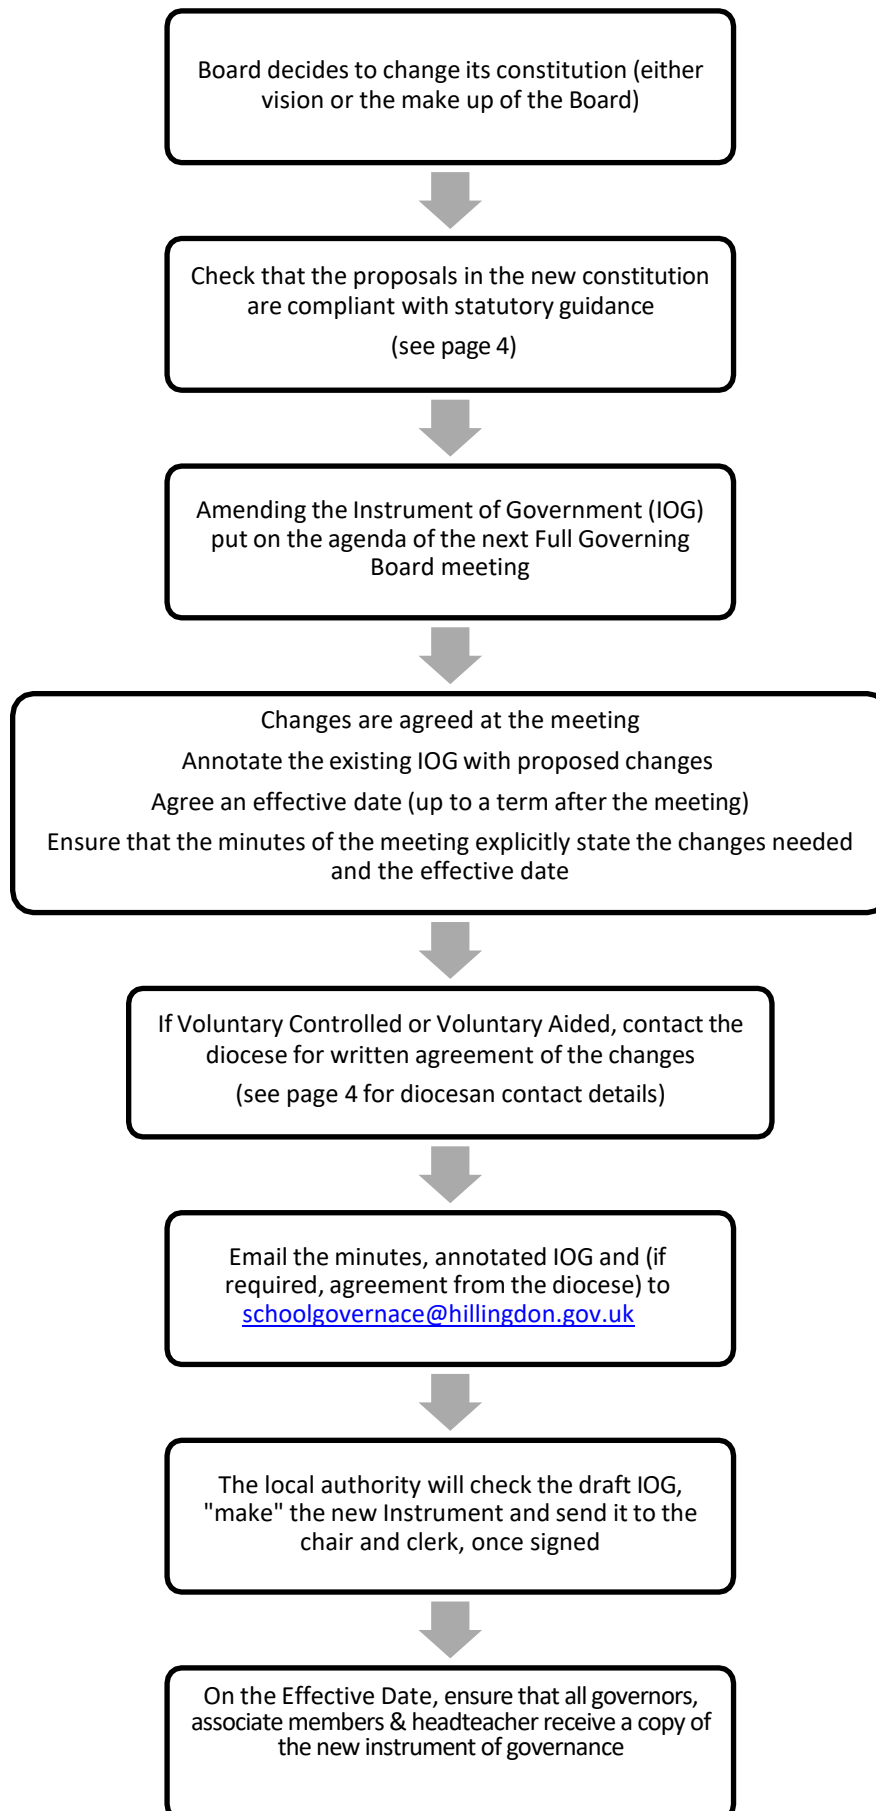 Board decides to change its constitution (either
vision or the make up of the Board)
Check that the proposals in the new constitution
are compliant with statutory guidance
(see page 4)
Amending the Instrument of Government (IOG)
put on the agenda of the next Full Governing
Board meeting
Changes are agreed at the meeting
Annotate the existing IOG with proposed changes
Agree an effective date (up to a term after the meeting)
Ensure that the minutes of the meeting explicitly state the changes needed
and the effective date
If Voluntary Controlled or Voluntary Aided, contact the
diocese for written agreement of the changes
(see page 4 for diocesan contact details)
Email the minutes, annotated IOG and (if
required, agreement from the diocese) to
schoolgovernace@hillingdon.gov.uk
The local authority will check the draft IOG,
"make" the new Instrument and send it to the
chair and clerk, once signed
On the Effective Date, ensure that all governors,
associate members & headteacher receive a copy of
the new instrument of governance